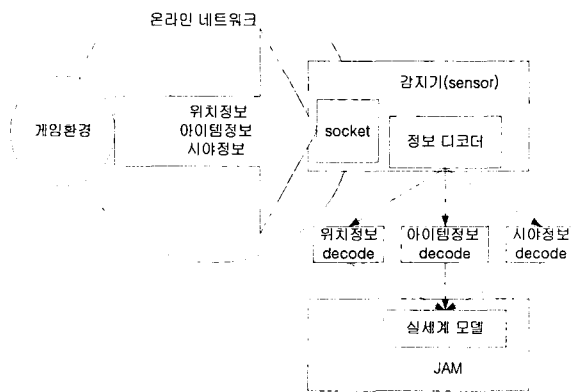 온라인 네트워크
감지기(sensor)
게임환경
위치정보
아이템정보
시야정보
socket
정보 디코더
위치정보
decode
아이템정보
decode
시야정보
decode
실세계 모델
JAM